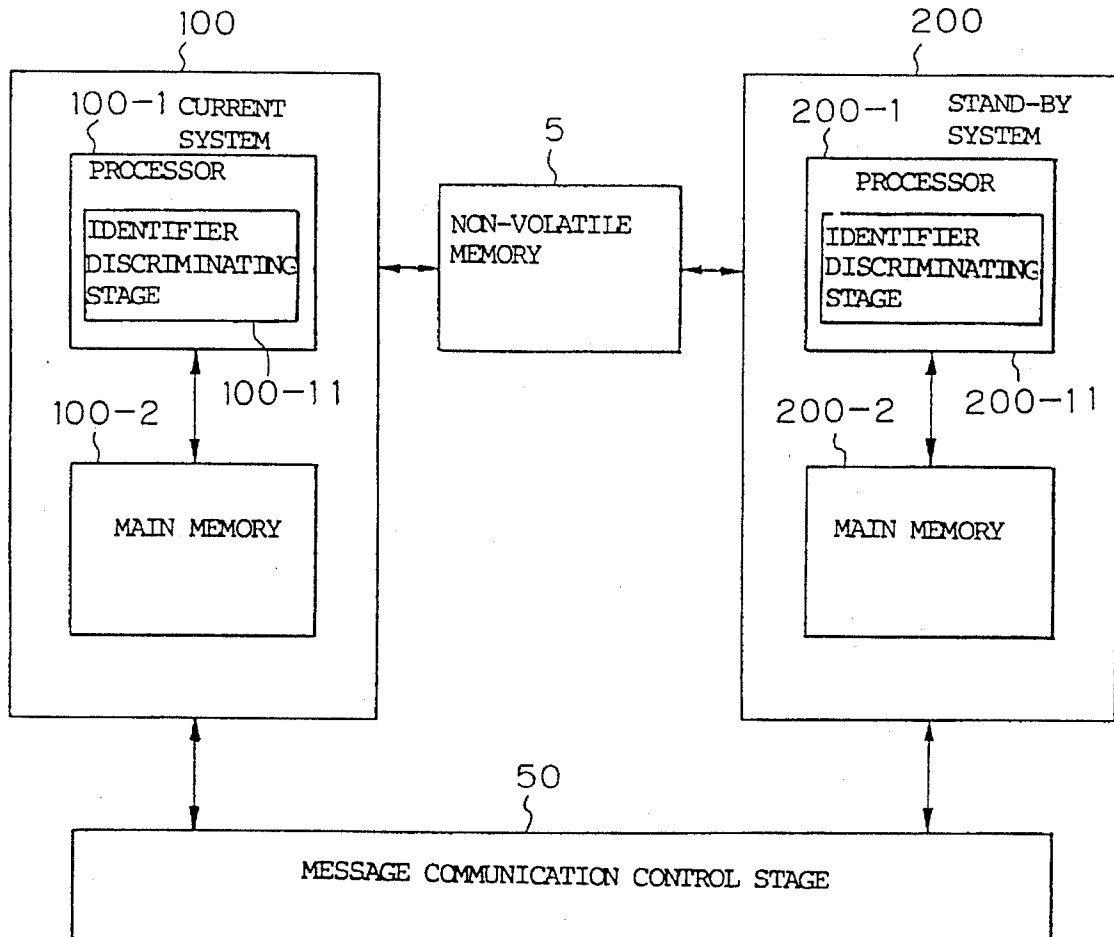 100
200
100-1
CURRENT
SYSTEM
PROCESSOR
IDENTIFIER
DISCRIMINATING
STAGE
100-11
100-2
MAIN MEMORY
5
NON-VOLATILE
MEMORY
200-1
STAND-BY
SYSTEM
PROCESSOR
IDENTIFIER
DISCRIMINATING
STAGE
200-11
200-2
MAIN MEMORY
50
MESSAGE COMMUNICATION CONTROL STAGE